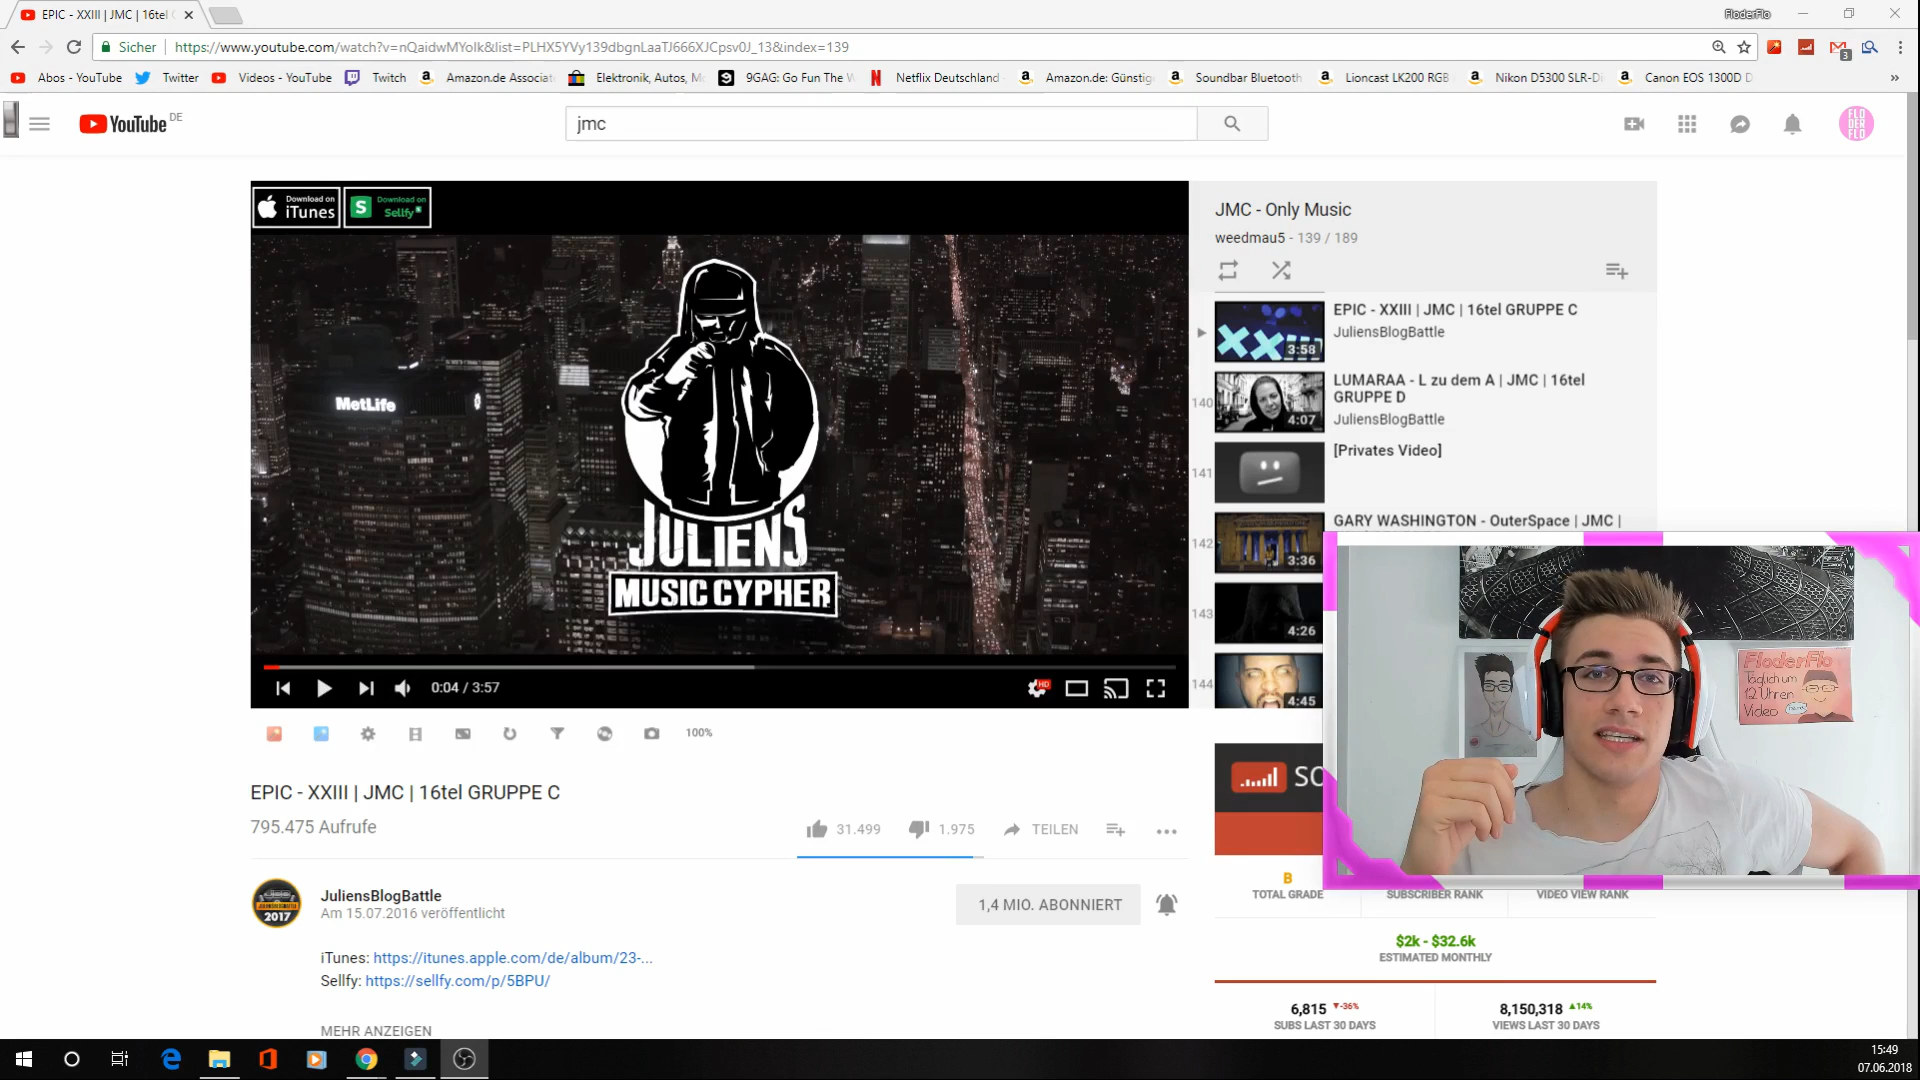 EPIC - XXIII | JMC | 16tel
FloderFlo
Sicher
https://www.youtube.com/watch?v=nQaidwMYolk&list=PLHX5YVy139dbgnLaaTJ666XJCpsv0J_13&index=139
3
Abos - YouTube
Twitter
Videos - YouTube
Twitch
Amazon.de Associat
Elektronik, Autos, M
9GAG: Go Fun The W
Netflix Deutschland
Amazon.de: Günstig
Soundbar Bluetooth
Lioncast LK200 RGB
Nikon D5300 SLR-Di
Canon EOS 1300D D
YouTube DE
jmc
FLO DER FLO
Download on iTunes
Download on Sellfy
MetLife
JULIENS
MUSIC CYPHER
0:04 / 3:57
HD
JMC - Only Music
weedmau5 - 139 / 189
EPIC - XXIII | JMC | 16tel GRUPPE C
JuliensBlogBattle
3:58
140
LUMARAA - L zu dem A | JMC | 16tel
GRUPPE D
JuliensBlogBattle
4:07
141
[Privates Video]
142
GARY WASHINGTON - OuterSpace | JMC |
3:36
143
4:26
144
4:45
FloderFlo
Täglich um
12 Uhr ein
Video
100%
EPIC - XXIII | JMC | 16tel GRUPPE C
795.475 Aufrufe
31.499
1.975
TEILEN
JuliensBlogBattle
Am 15.07.2016 veröffentlicht
2017
1,4 MIO. ABONNIERT
iTunes: https://itunes.apple.com/de/album/23-...
Sellfy: https://sellfy.com/p/5BPU/
MEHR ANZEIGEN
SO
B
TOTAL GRADE
SUBSCRIBER RANK
VIDEO VIEW RANK
$2k - $32.6k
ESTIMATED MONTHLY
6,815 ▼-36%
SUBS LAST 30 DAYS
8,150,318 ▲14%
VIEWS LAST 30 DAYS
15:49
07.06.2018